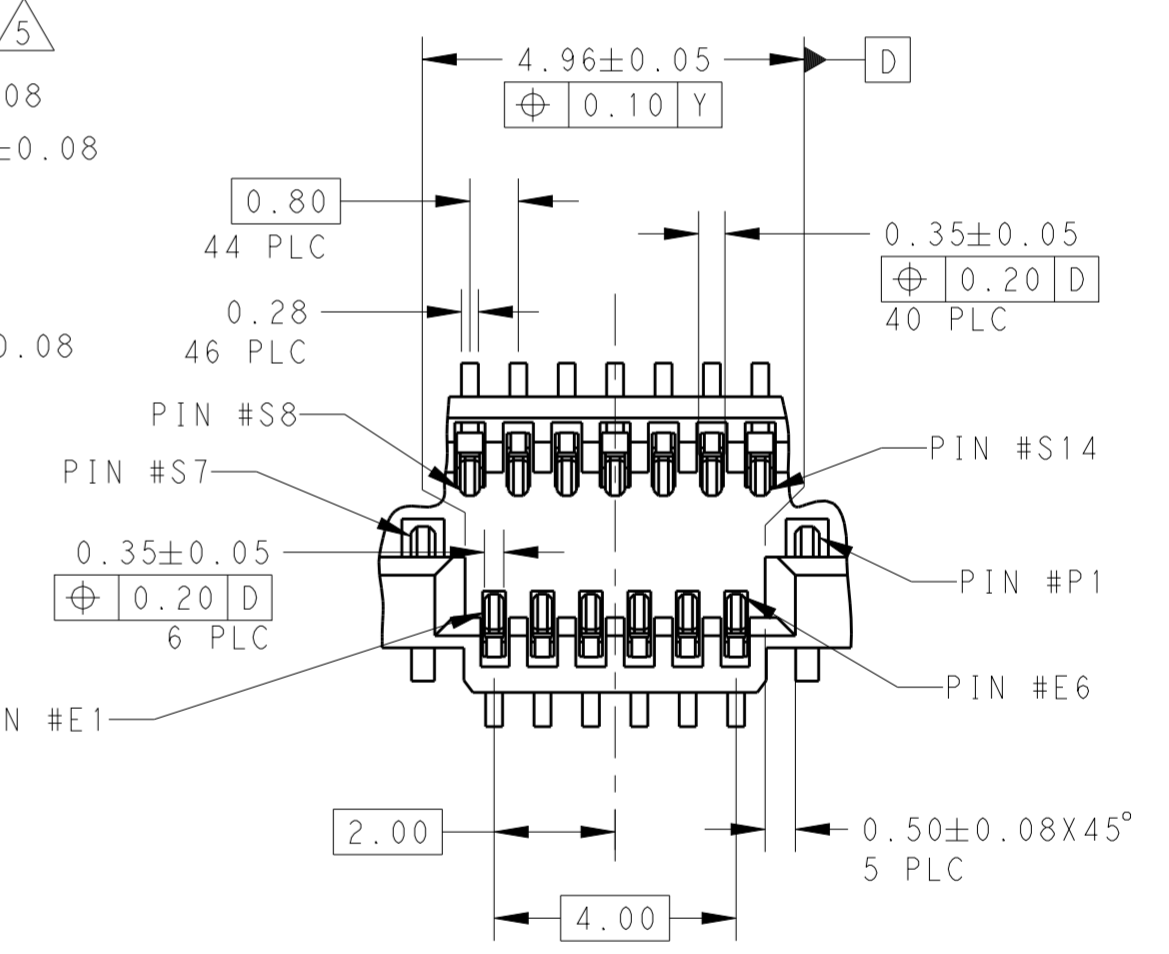 5
4.96±0.05
D
⌖ 0.10 Y
08
±0.08
0.80
44 PLC
0.35±0.05
⌖ 0.20 D
40 PLC
0.28
46 PLC
0.08
PIN #S8
PIN #S14
PIN #S7
0.35±0.05
⌖ 0.20 D
6 PLC
PIN #P1
PIN #E6
N #E1
2.00
0.50±0.08X45°
5 PLC
4.00